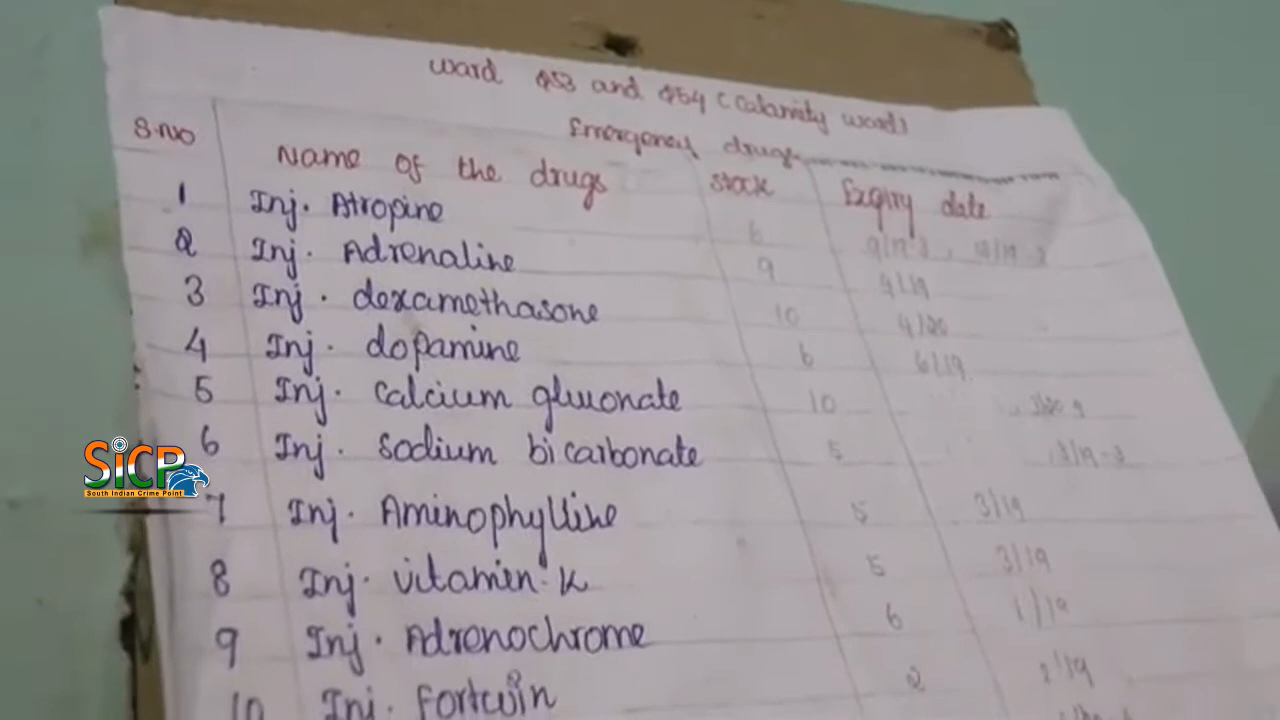 ward 453 and 454 (calamity ward)
Emergency drugs
S.NO Name of the drugs stock Expiry date
1 Inj. Atropine 6
2 Inj. Adrenaline 9 4/19
3 Inj. dexamethasone 10 4/20
4 Inj. dopamine 6 6/19
5 Inj. calcium gluonate 10
6 Inj. sodium bicarbonate 5
7 Inj. Aminophylline 5 3/19
8 Inj. vitamin.K 5 3/19
9 Inj. Adrenochrome 6 1/19
10 Inj. Fortwin 2 2/19
SiCP
South Indian Crime Point